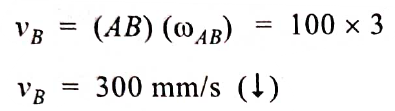 v_B = (AB) (ω_AB) = 100 × 3
v_B = 300 mm/s (↓)